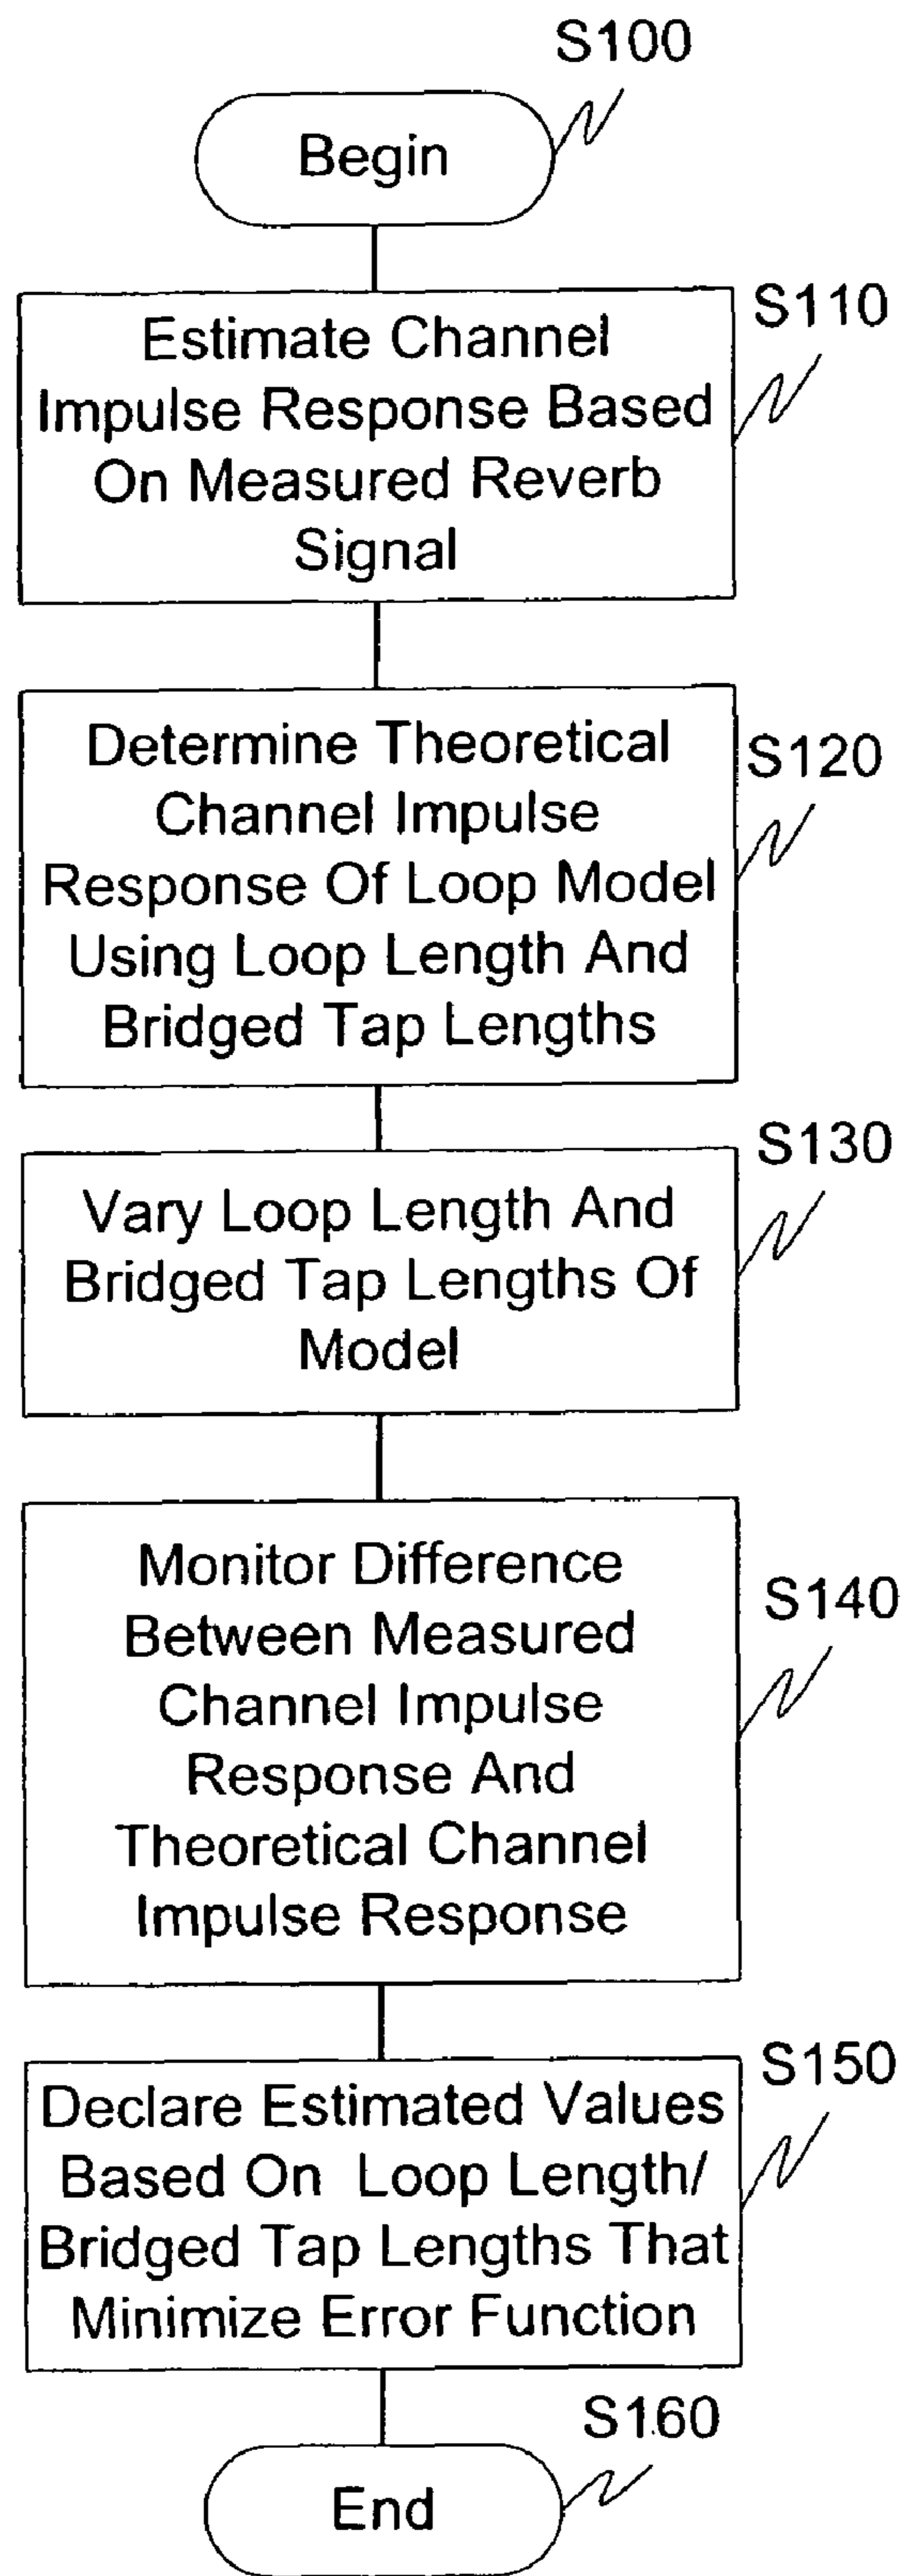 S100
Begin
S110
Estimate Channel
Impulse Response Based
On Measured Reverb
Signal
S120
Determine Theoretical
Channel Impulse
Response Of Loop Model
Using Loop Length And
Bridged Tap Lengths
S130
Vary Loop Length And
Bridged Tap Lengths Of
Model
S140
Monitor Difference
Between Measured
Channel Impulse
Response And
Theoretical Channel
Impulse Response
S150
Declare Estimated Values
Based On Loop Length/
Bridged Tap Lengths That
Minimize Error Function
S160
End